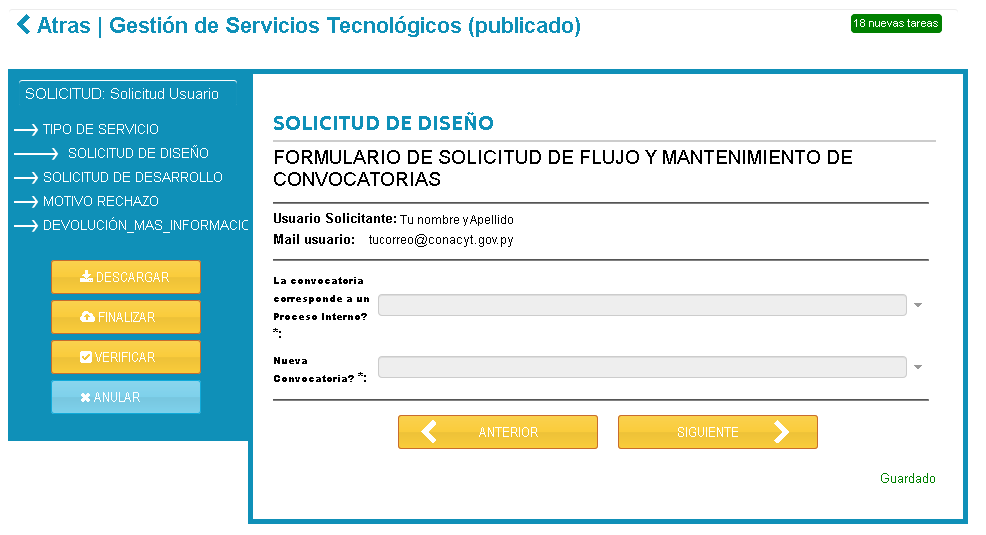 Atras | Gestión de Servicios Tecnológicos (publicado)
18 nuevas tareas
SOLICITUD: Solicitud Usuario
TIPO DE SERVICIO
SOLICITUD DE DISEÑO
SOLICITUD DE DESARROLLO
MOTIVO RECHAZO
DEVOLUCIÓN_MAS_INFORMACIO
DESCARGAR
FINALIZAR
VERIFICAR
ANULAR
SOLICITUD DE DISEÑO
FORMULARIO DE SOLICITUD DE FLUJO Y MANTENIMIENTO DE
CONVOCATORIAS
Usuario Solicitante: Tu nombre y Apellido
Mail usuario: tucorreo@conacyt.gov.py
La convocatoria
corresponde a un
Proceso Interno?
*:
Nueva
Convocatoria? *:
ANTERIOR
SIGUIENTE
Guardado